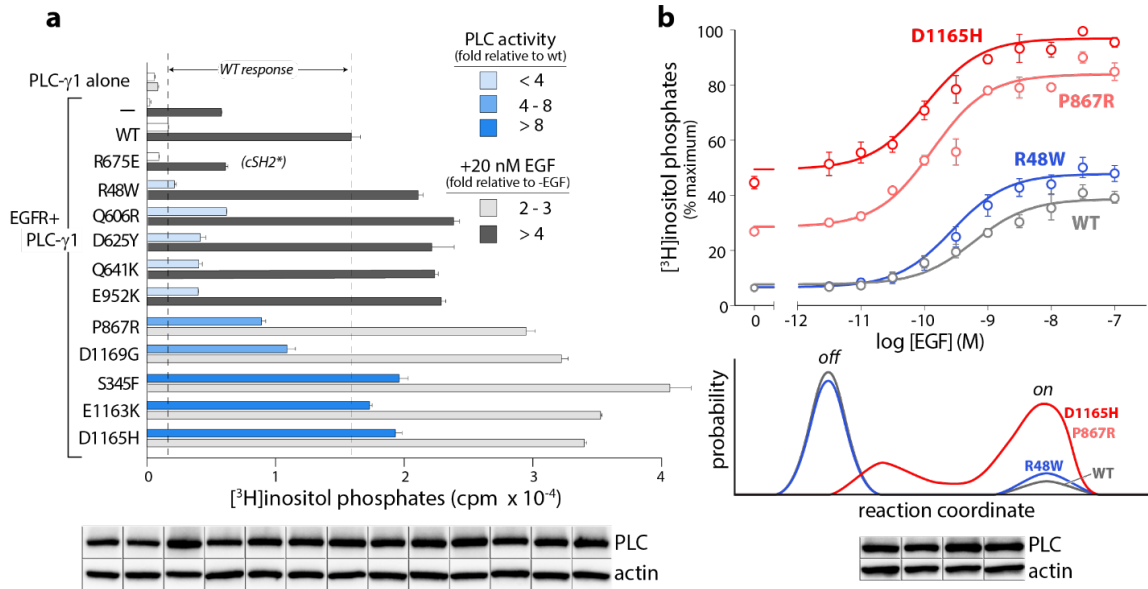 a
PLC activity
(fold relative to wt)
< 4
4 - 8
> 8
+20 nM EGF
(fold relative to -EGF)
2 - 3
> 4
WT response
PLC-γ1 alone
—
WT
R675E
(cSH2*)
R48W
Q606R
D625Y
Q641K
E952K
P867R
D1169G
S345F
E1163K
D1165H
EGFR+
PLC-γ1
0
1
2
3
4
[³H]inositol phosphates (cpm x 10⁻⁴)
PLC
actin
b
[³H]inositol phosphates
(% maximum)
100
80
60
40
20
0
D1165H
P867R
R48W
WT
0
-12
-11
-10
-9
-8
-7
log [EGF] (M)
probability
off
on
D1165H
P867R
R48W
WT
reaction coordinate
PLC
actin